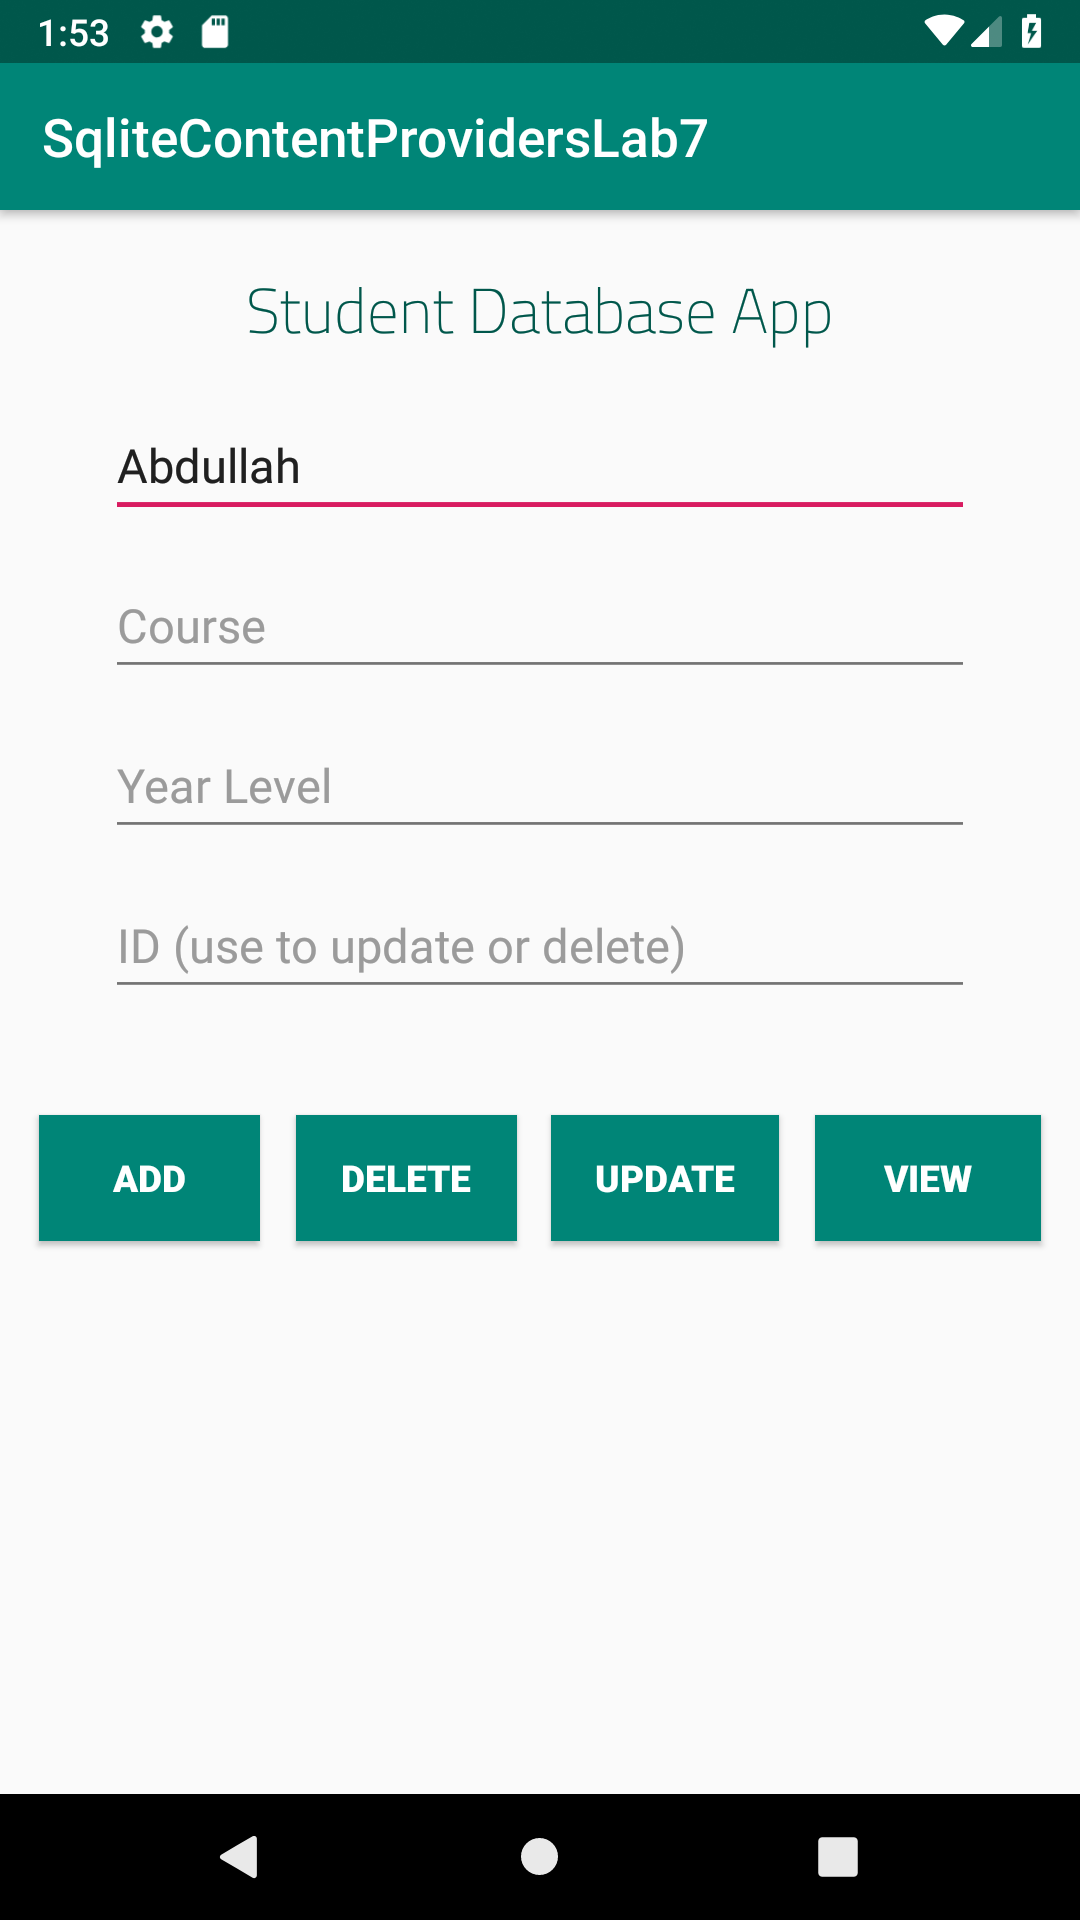 1:53
SqliteContentProvidersLab7
Student Database App
Abdullah
Course
Year Level
ID (use to update or delete)
ADD DELETE UPDATE VIEW